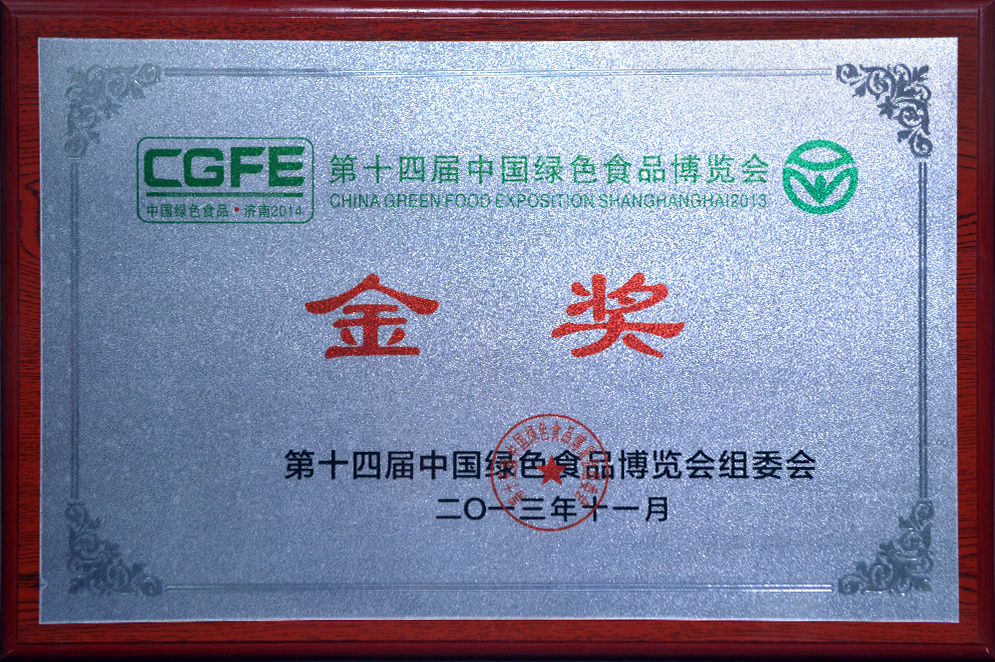 CGFE
中国绿色食品•济南2014
第十四届中国绿色食品博览会
CHINA GREEN FOOD EXPOSITION SHANGHANGHAI2013
金奖
第十四届中国绿色食品博览会组委会
二〇一三年十一月